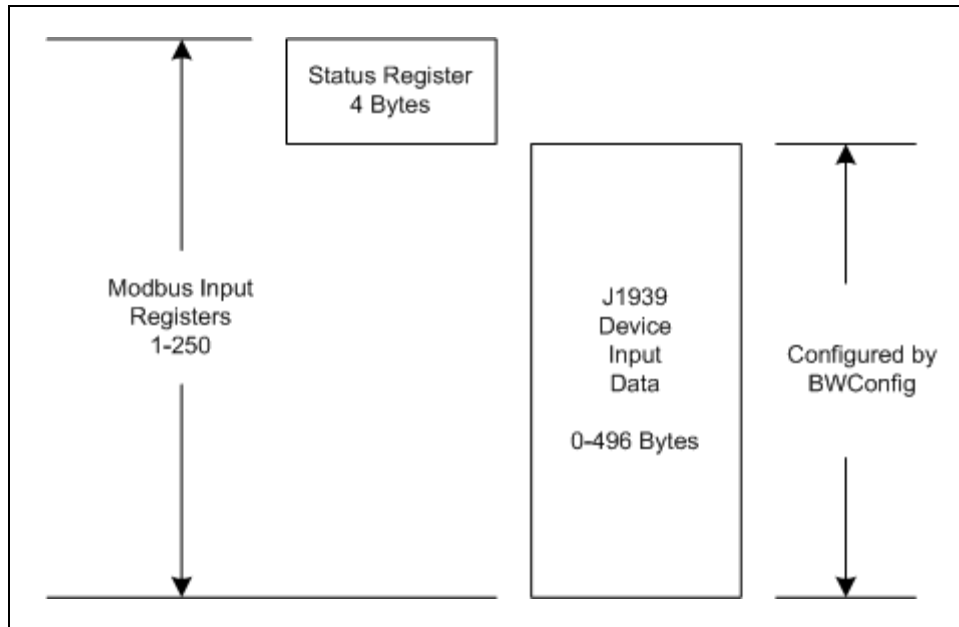 Status Register
4 Bytes
Modbus Input
Registers
1-250
J1939
Device
Input
Data
0-496 Bytes
Configured by
BWConfig